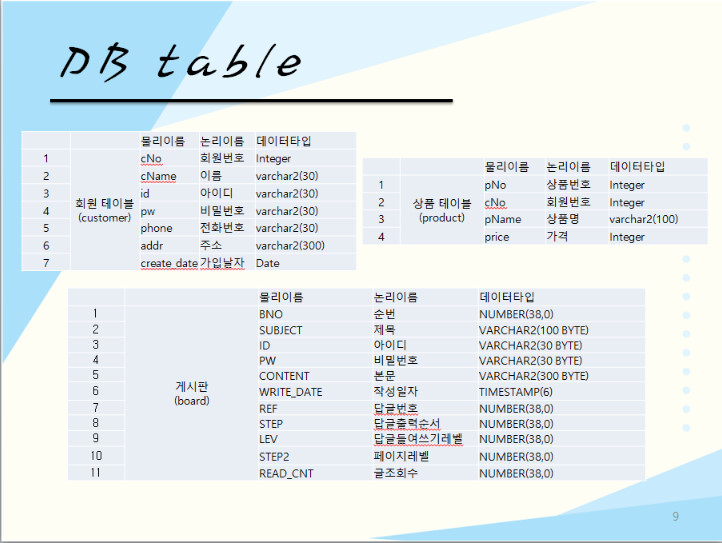 DB table
물리이름 논리이름 데이터타입
1 cNo 회원번호 Integer
2 cName 이름 varchar2(30)
3 id 아이디 varchar2(30)
회원 테이블
(customer)
4 pw 비밀번호 varchar2(30)
5 phone 전화번호 varchar2(30)
6 addr 주소 varchar2(300)
7 create_date 가입날자 Date
물리이름 논리이름 데이터타입
1 pNo 상품번호 Integer
2 cNo 회원번호 Integer
상품 테이블
(product)
3 pName 상품명 varchar2(100)
4 price 가격 Integer
물리이름 논리이름 데이터타입
1 BNO 순번 NUMBER(38,0)
2 SUBJECT 제목 VARCHAR2(100 BYTE)
3 ID 아이디 VARCHAR2(30 BYTE)
4 PW 비밀번호 VARCHAR2(30 BYTE)
5 CONTENT 본문 VARCHAR2(300 BYTE)
게시판
(board)
6 WRITE_DATE 작성일자 TIMESTAMP(6)
7 REF 답글번호 NUMBER(38,0)
8 STEP 답글출력순서 NUMBER(38,0)
9 LEV 답글들여쓰기레벨 NUMBER(38,0)
10 STEP2 페이지레벨 NUMBER(38,0)
11 READ_CNT 글조회수 NUMBER(38,0)
9